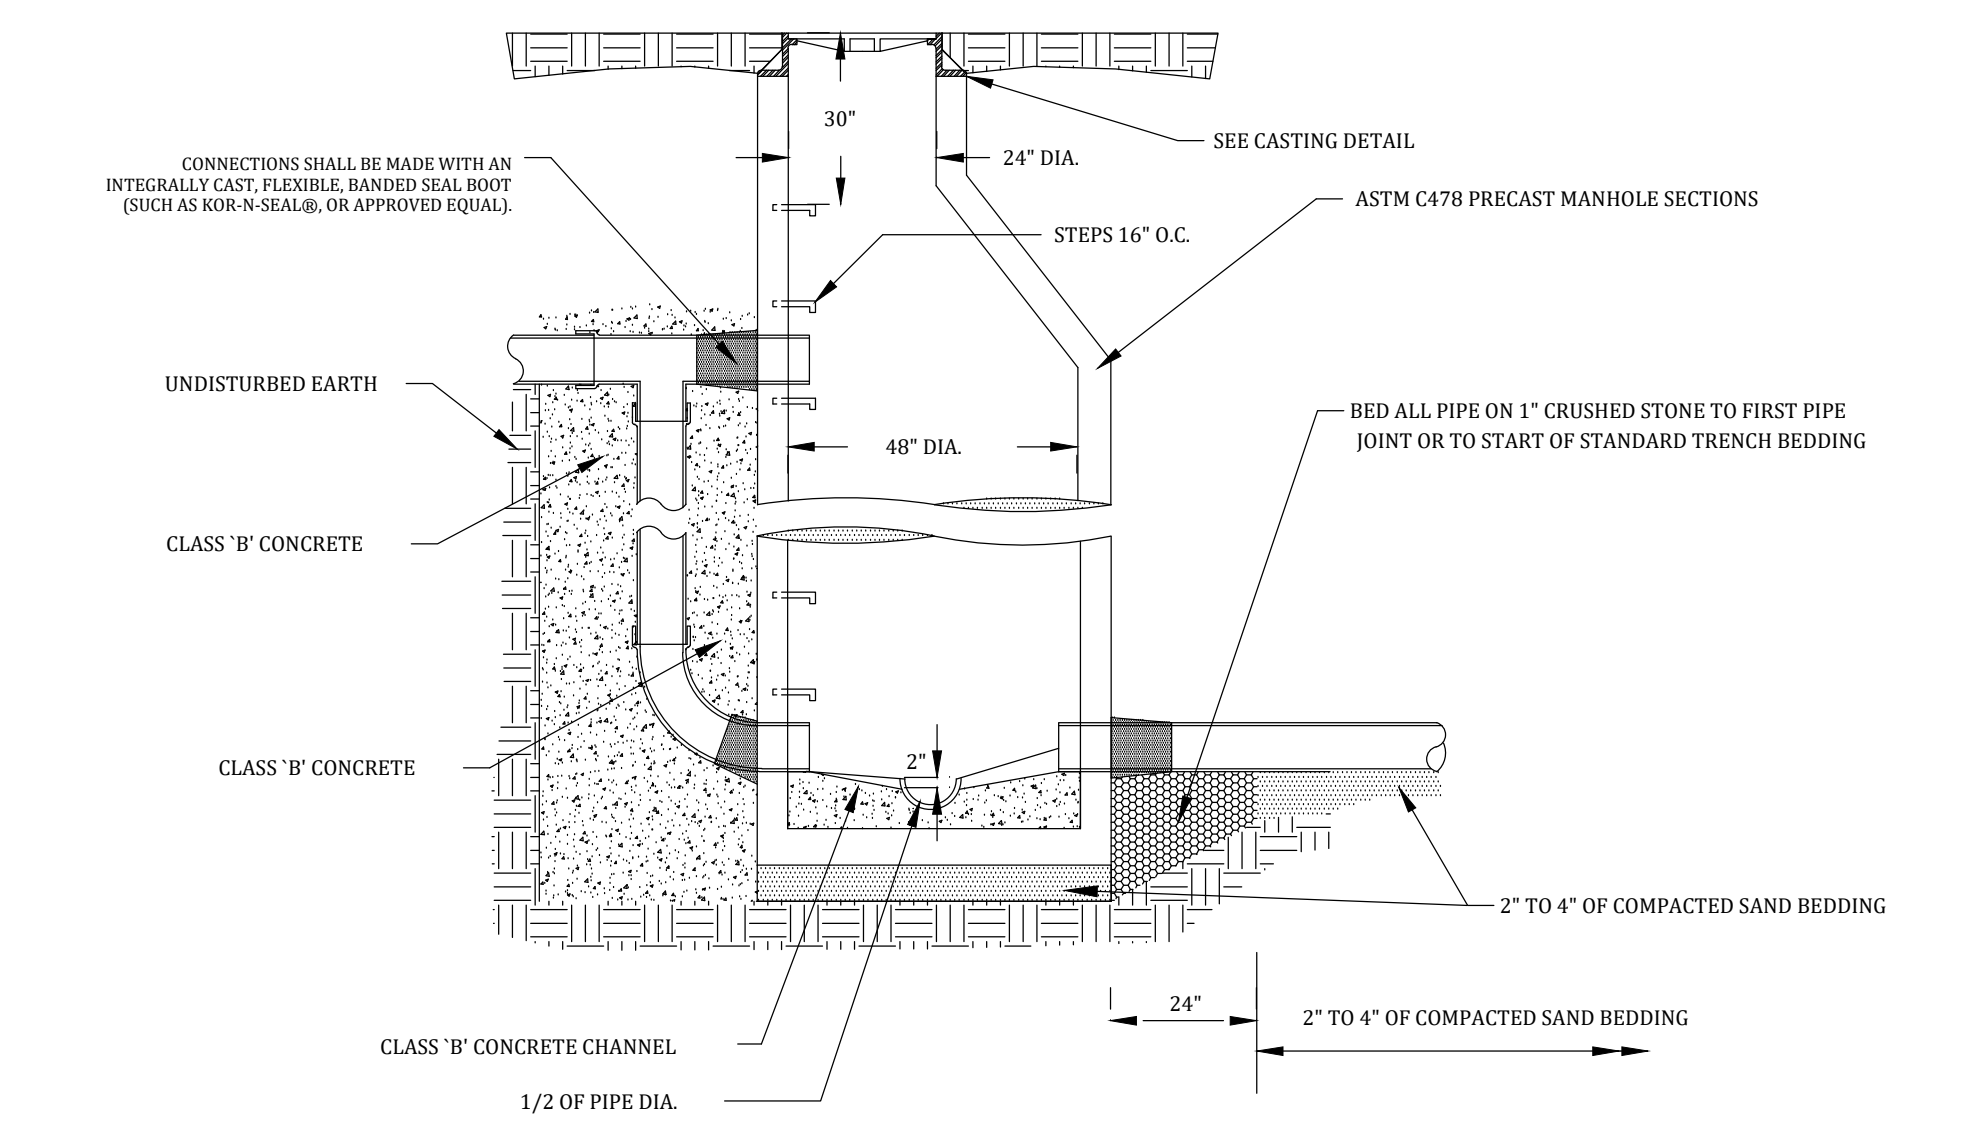 30"
SEE CASTING DETAIL
24" DIA.
CONNECTIONS SHALL BE MADE WITH AN
INTEGRALLY CAST, FLEXIBLE, BANDED SEAL BOOT
(SUCH AS KOR-N-SEAL®, OR APPROVED EQUAL).
ASTM C478 PRECAST MANHOLE SECTIONS
STEPS 16" O.C.
UNDISTURBED EARTH
BED ALL PIPE ON 1" CRUSHED STONE TO FIRST PIPE
JOINT OR TO START OF STANDARD TRENCH BEDDING
48" DIA.
CLASS `B' CONCRETE
CLASS `B' CONCRETE
2"
2" TO 4" OF COMPACTED SAND BEDDING
24"
2" TO 4" OF COMPACTED SAND BEDDING
CLASS `B' CONCRETE CHANNEL
1/2 OF PIPE DIA.